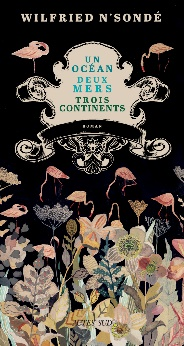 WILFRIED N'SONDÉ
UN
OCÉAN
DEUX
MERS
TROIS
CONTINENTS
ROMAN
ACTES SUD